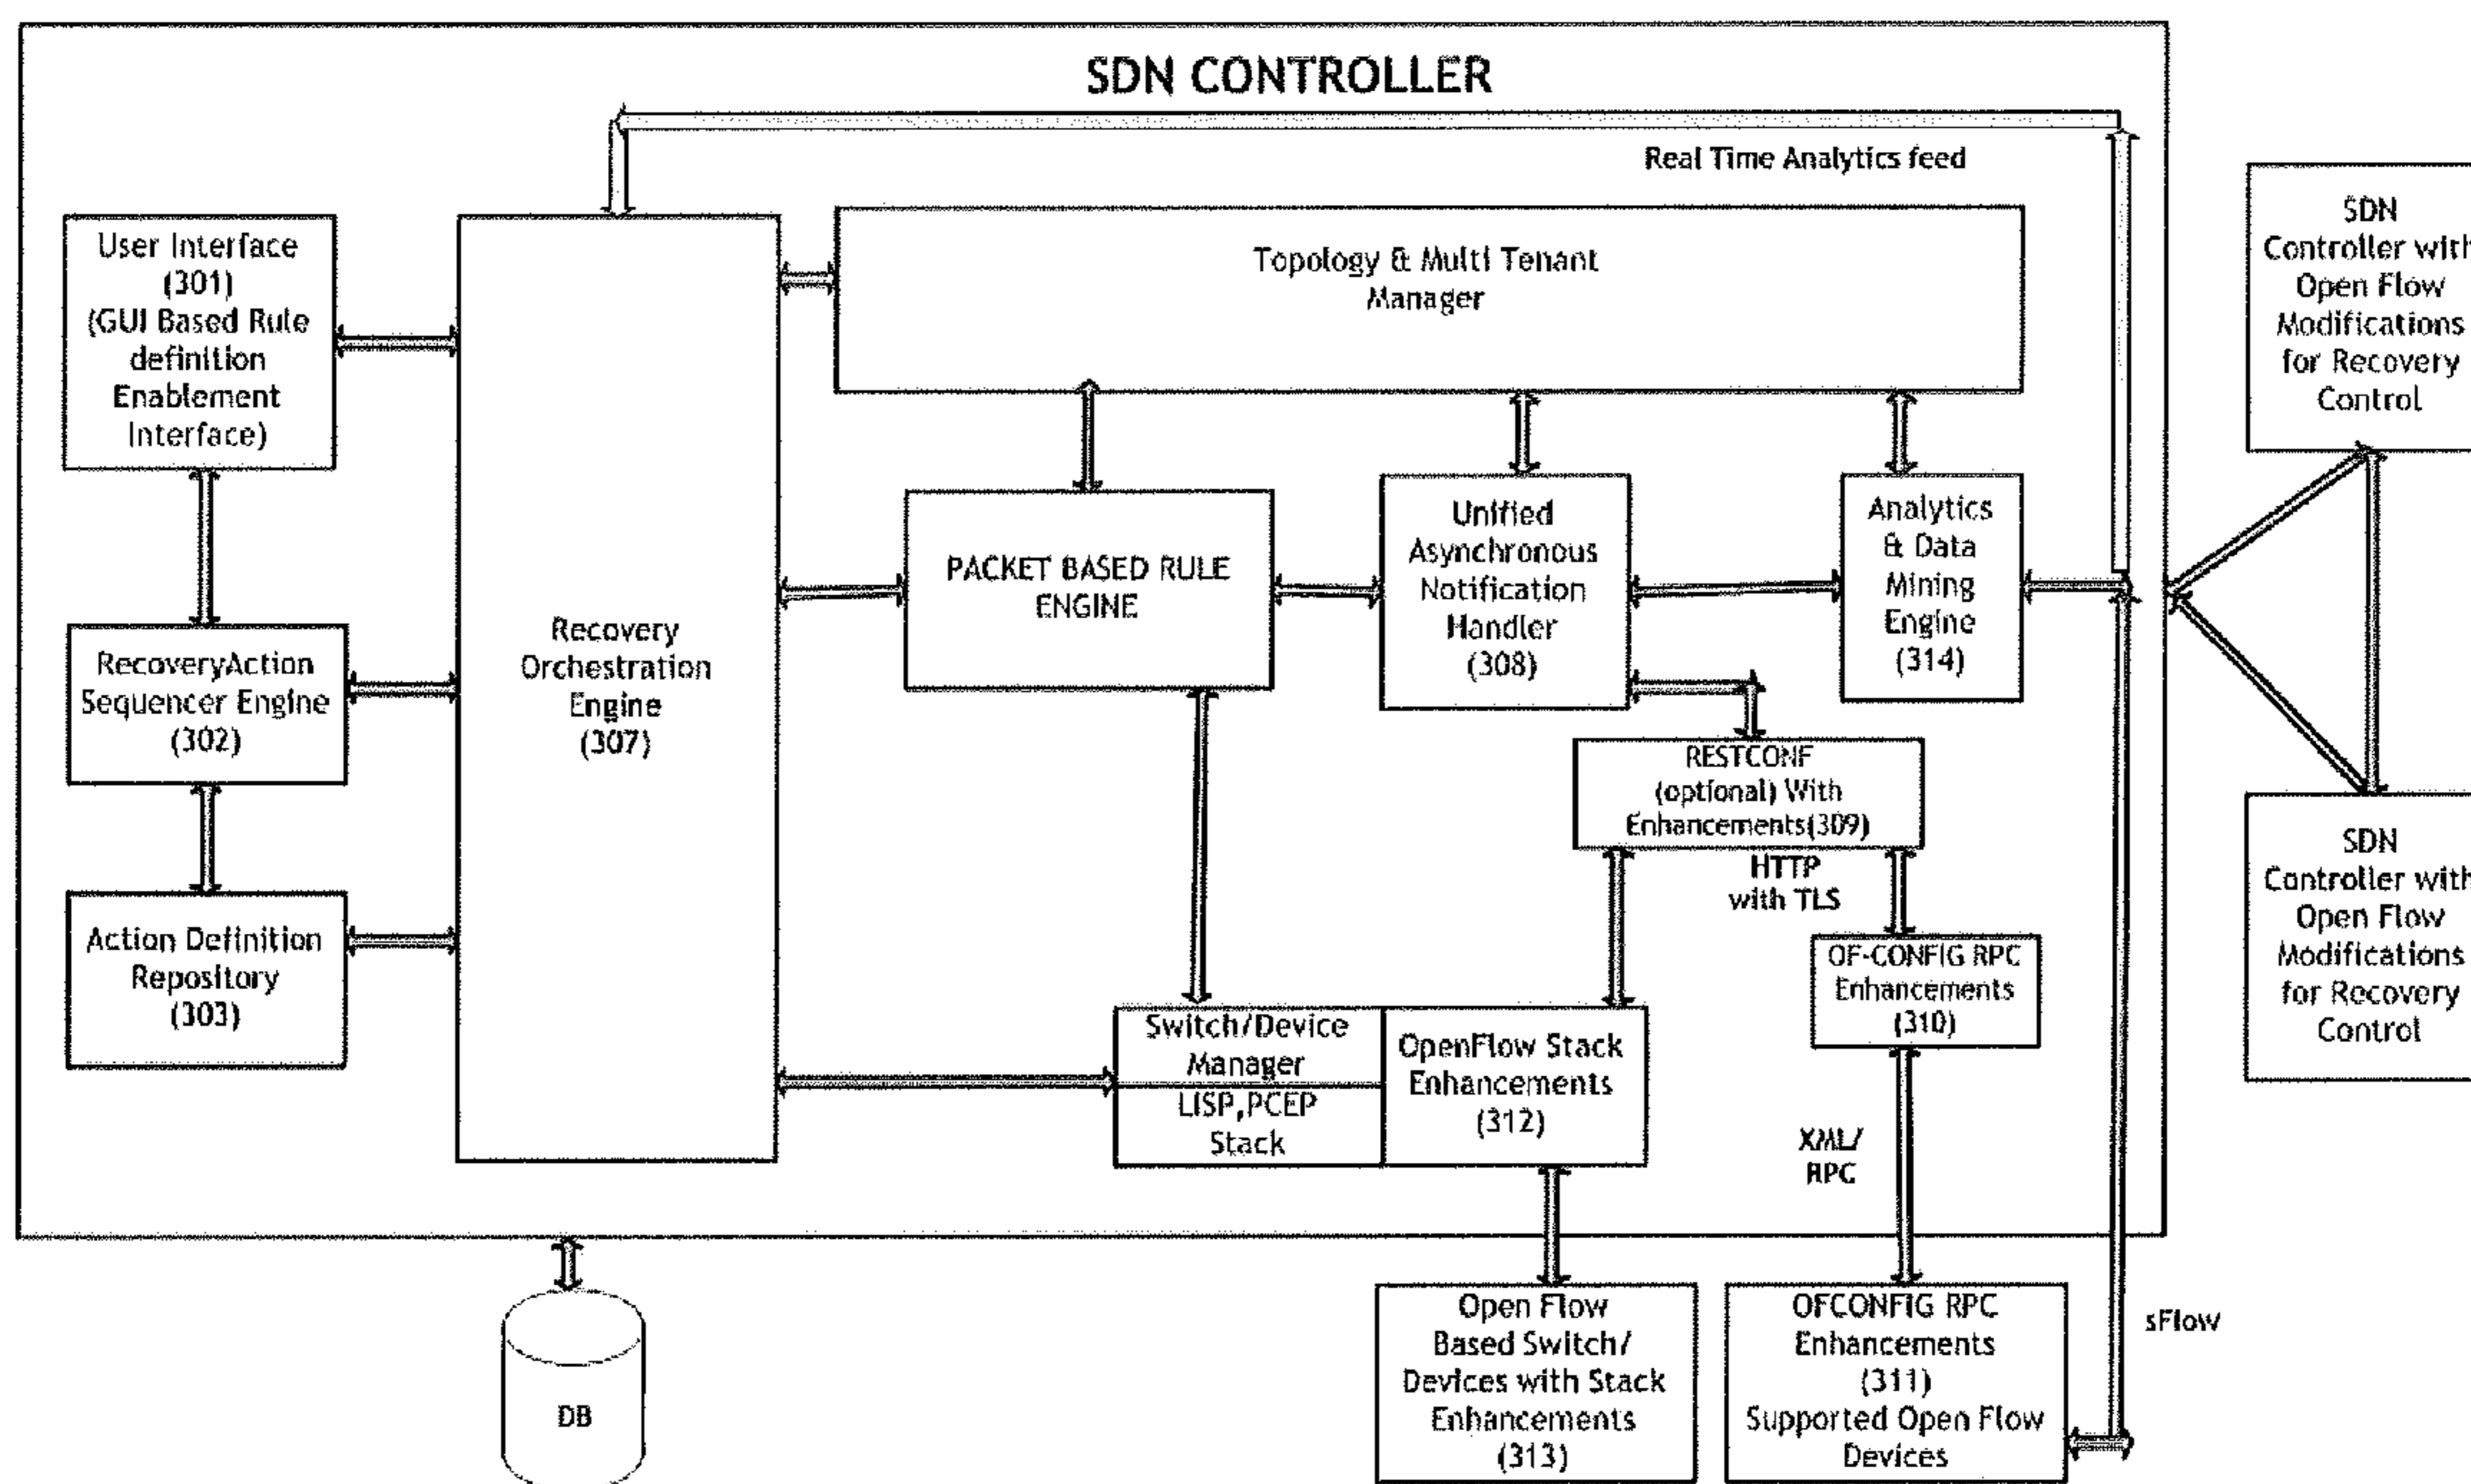 SDN CONTROLLER
Real Time Analytics feed
User Interface
(301)
(GUI Based Rule
definition
Enablement
Interface)
RecoveryAction
Sequencer Engine
(302)
Action Definition
Repository
(303)
Recovery
Orchestration
Engine
(307)
Topology & Multi Tenant
Manager
PACKET BASED RULE
ENGINE
Unified
Asynchronous
Notification
Handler
(308)
Analytics
& Data
Mining
Engine
(314)
RESTCONF
(optional) With
Enhancements(309)
HTTP
with TLS
OF-CONFIG RPC
Enhancements
(310)
Switch/Device
Manager
LISP,PCEP
Stack
OpenFlow Stack
Enhancements
(312)
XML/
RPC
SDN
Controller with
Open Flow
Modifications
for Recovery
Control
SDN
Controller with
Open Flow
Modifications
for Recovery
Control
DB
Open Flow
Based Switch/
Devices with Stack
Enhancements
(313)
OFCONFIG RPC
Enhancements
(311)
Supported Open Flow
Devices
sFlow